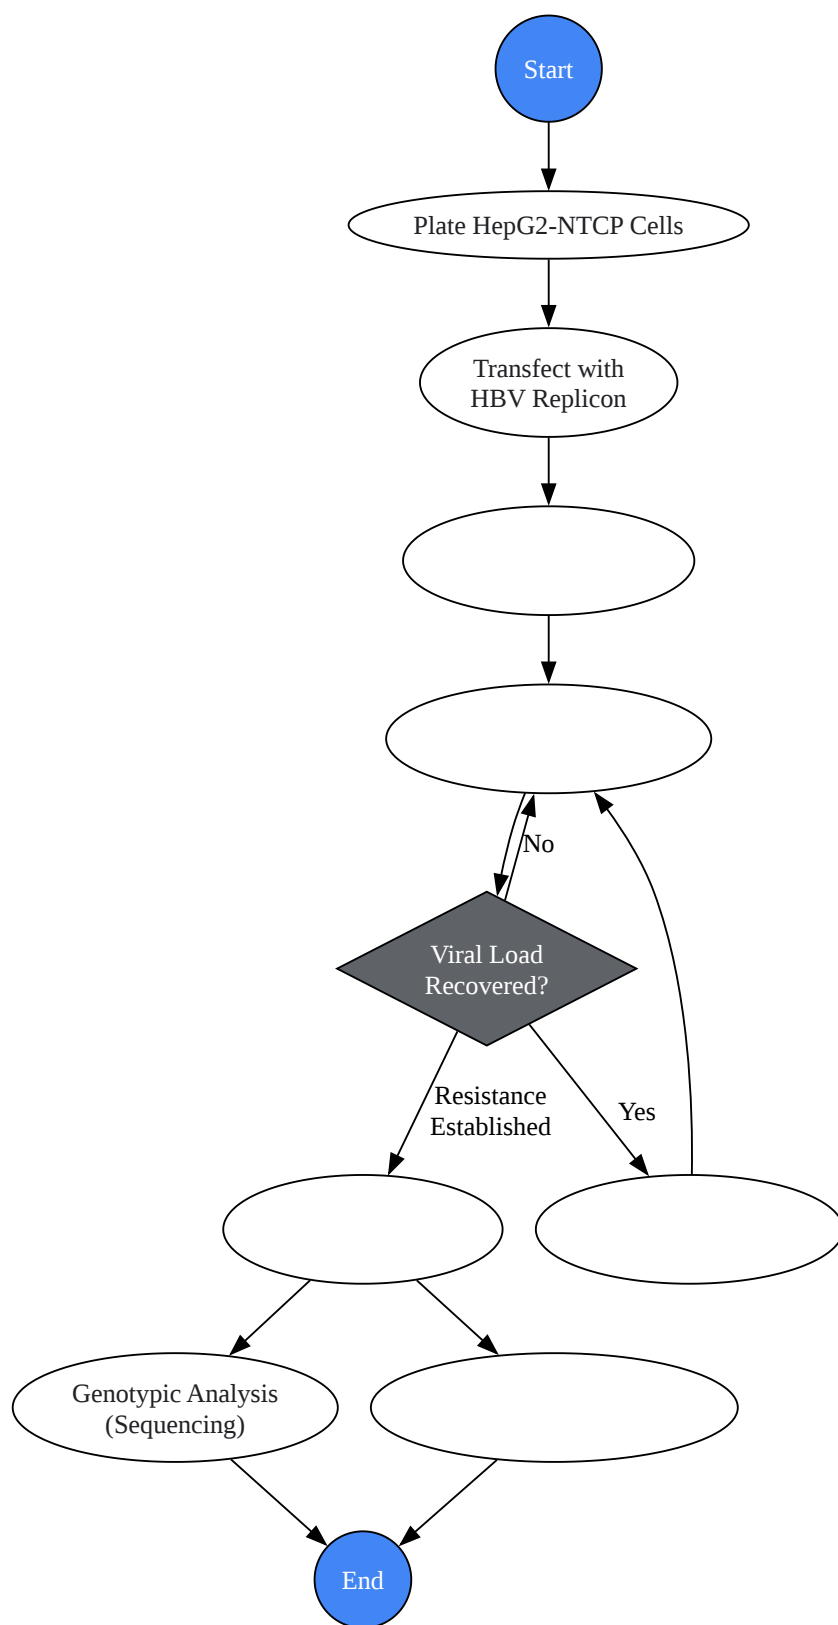 Start
Plate HepG2-NTCP Cells
Transfect with
HBV Replicon
No
Viral Load
Recovered?
Resistance
Established
Yes
Genotypic Analysis
(Sequencing)
End